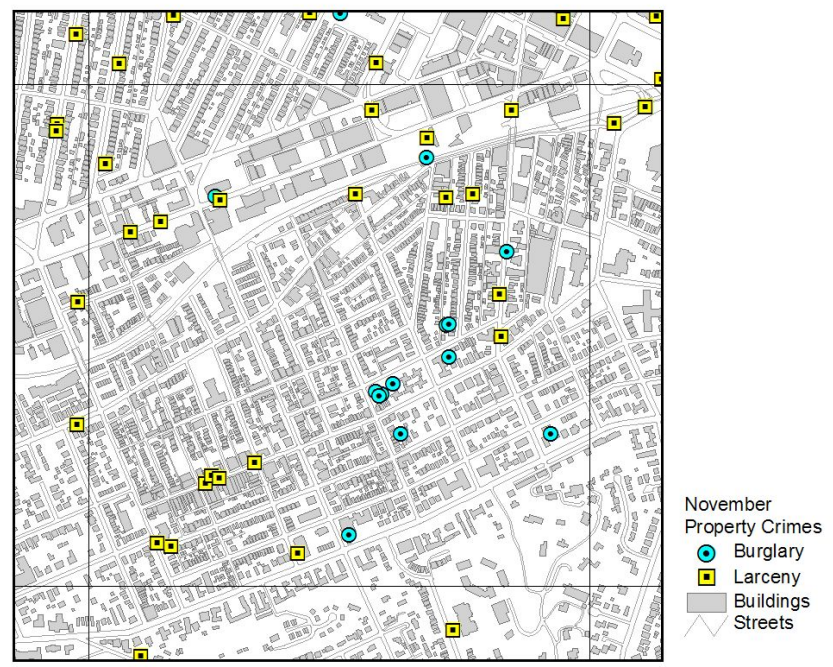 November
Property Crimes
Burglary
Larceny
Buildings
Streets